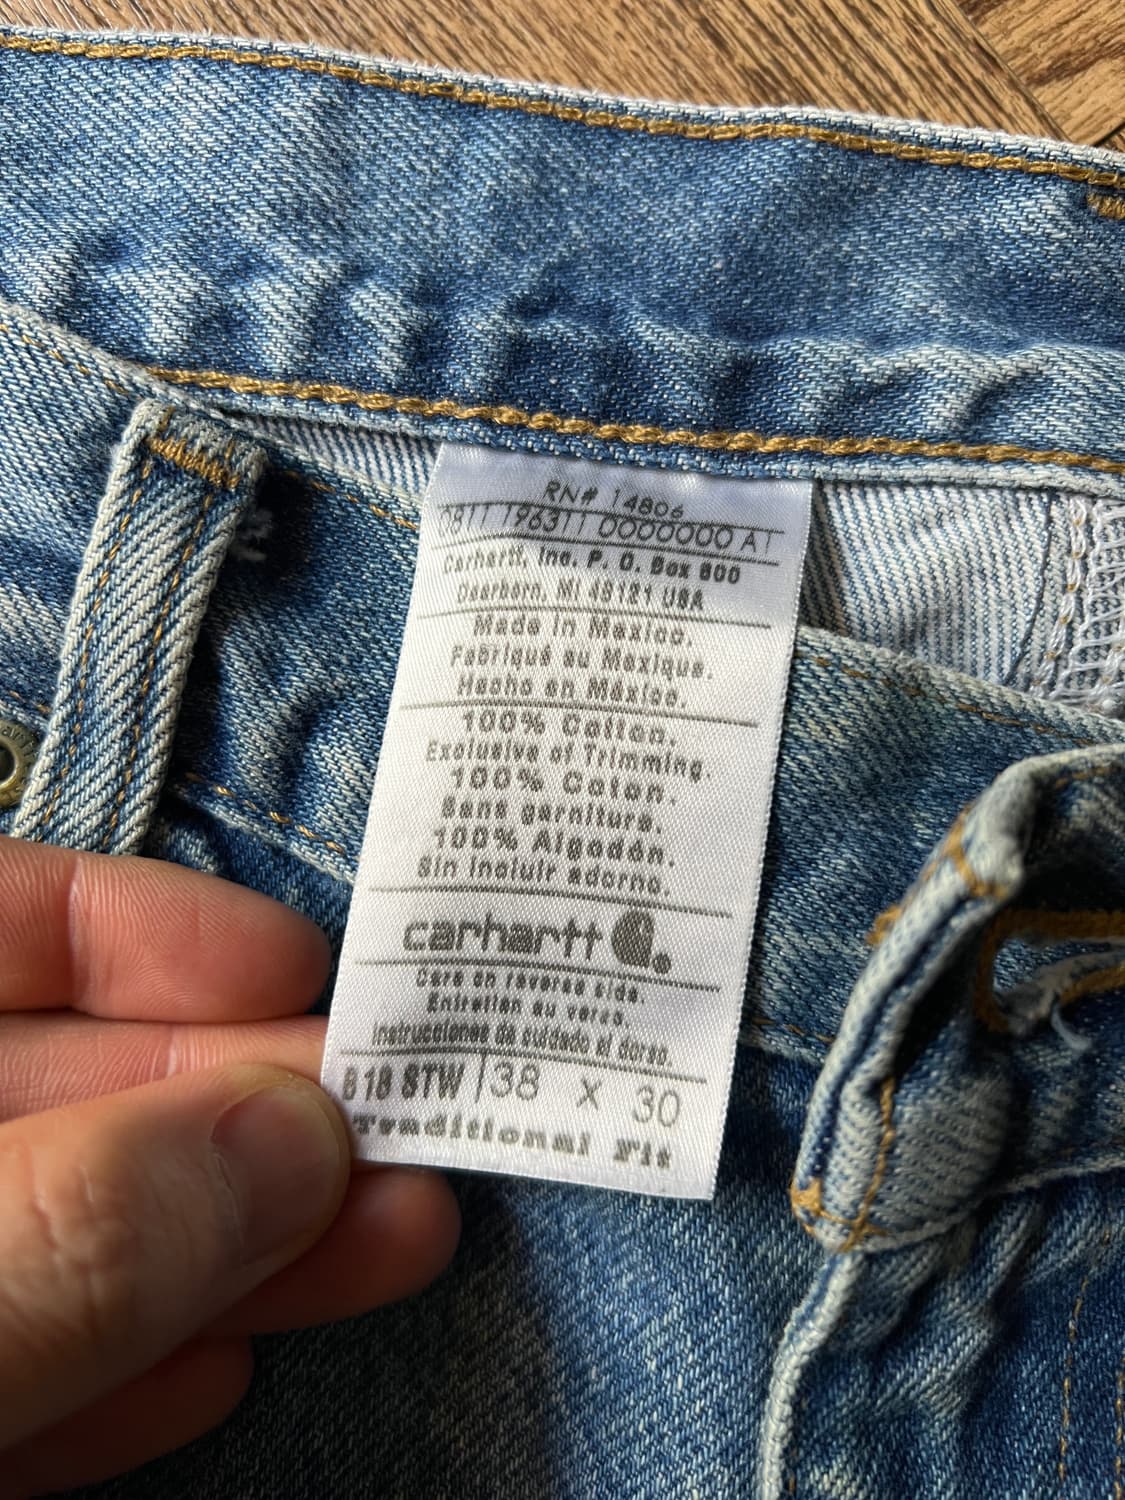 RN# 14806
0811 196311 0000000 A1
Carhartt, Inc. P. O. Box 600
Dearborn, MI 48121 USA
Made in Mexico.
Fabriqué au Mexique.
Hecho en México.
100% Cotton.
Exclusive of Trimming.
100% Coton.
Sans garniture.
100% Algodón.
Sin incluir adorno.
carhartt ®
Care on reverse side.
Entretien au verso.
Instrucciones de cuidado al dorso.
B18 STW 38 X 30
Traditional Fit